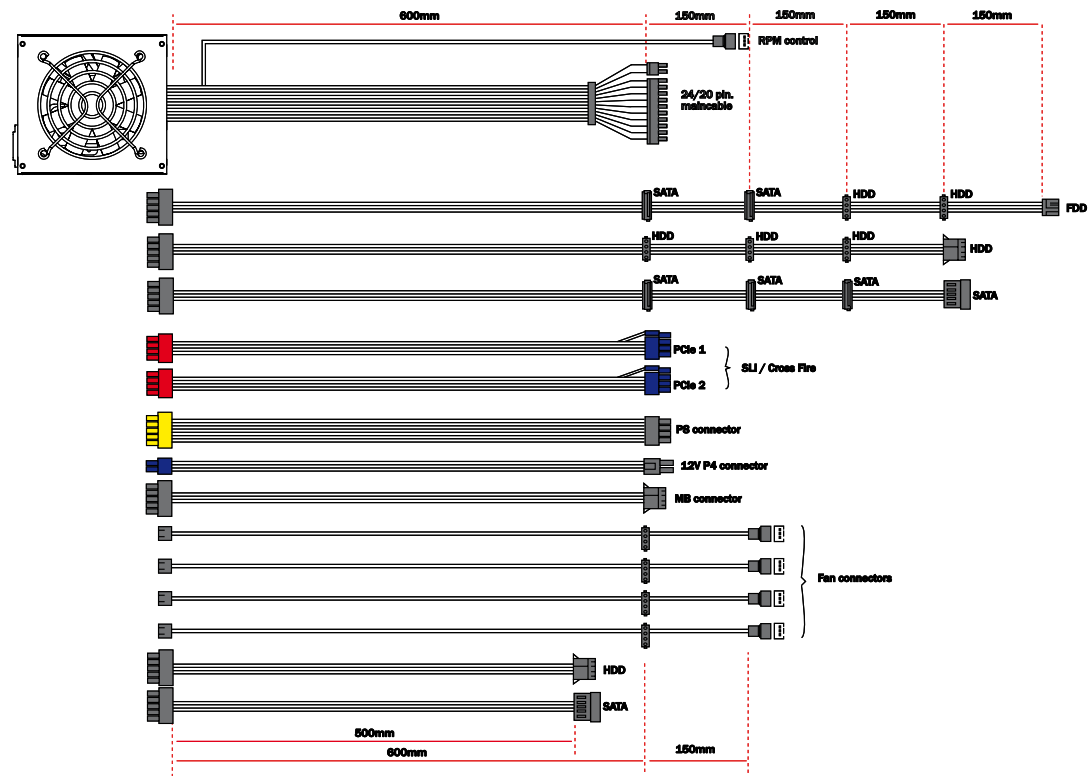 600mm
150mm
150mm
150mm
150mm
RPM control
24/20 pin.
maincable
SATA
SATA
HDD
HDD
FDD
HDD
HDD
HDD
HDD
SATA
SATA
SATA
SATA
PCIe 1
PCIe 2
SLI / Cross Fire
P8 connector
12V P4 connector
MB connector
Fan connectors
HDD
SATA
500mm
600mm
150mm